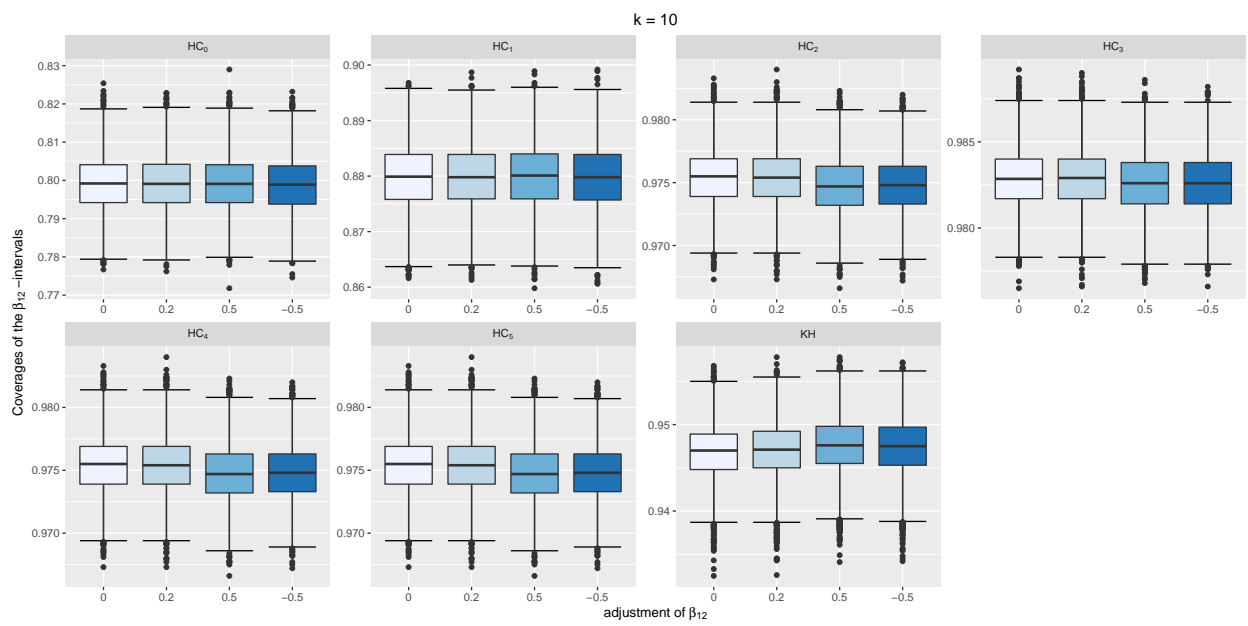 k = 10
HC₀
HC₁
HC₂
HC₃
0.83
0.82
0.81
0.80
0.79
0.78
0.77
0.90
0.89
0.88
0.87
0.86
0.980
0.975
0.970
0.985
0.980
0 0.2 0.5 −0.5
0 0.2 0.5 −0.5
0 0.2 0.5 −0.5
0 0.2 0.5 −0.5
Coverages of the β₁₂ −intervals
HC₄
HC₅
KH
0.980
0.975
0.970
0.980
0.975
0.970
0.95
0.94
0 0.2 0.5 −0.5
0 0.2 0.5 −0.5
0 0.2 0.5 −0.5
adjustment of β₁₂